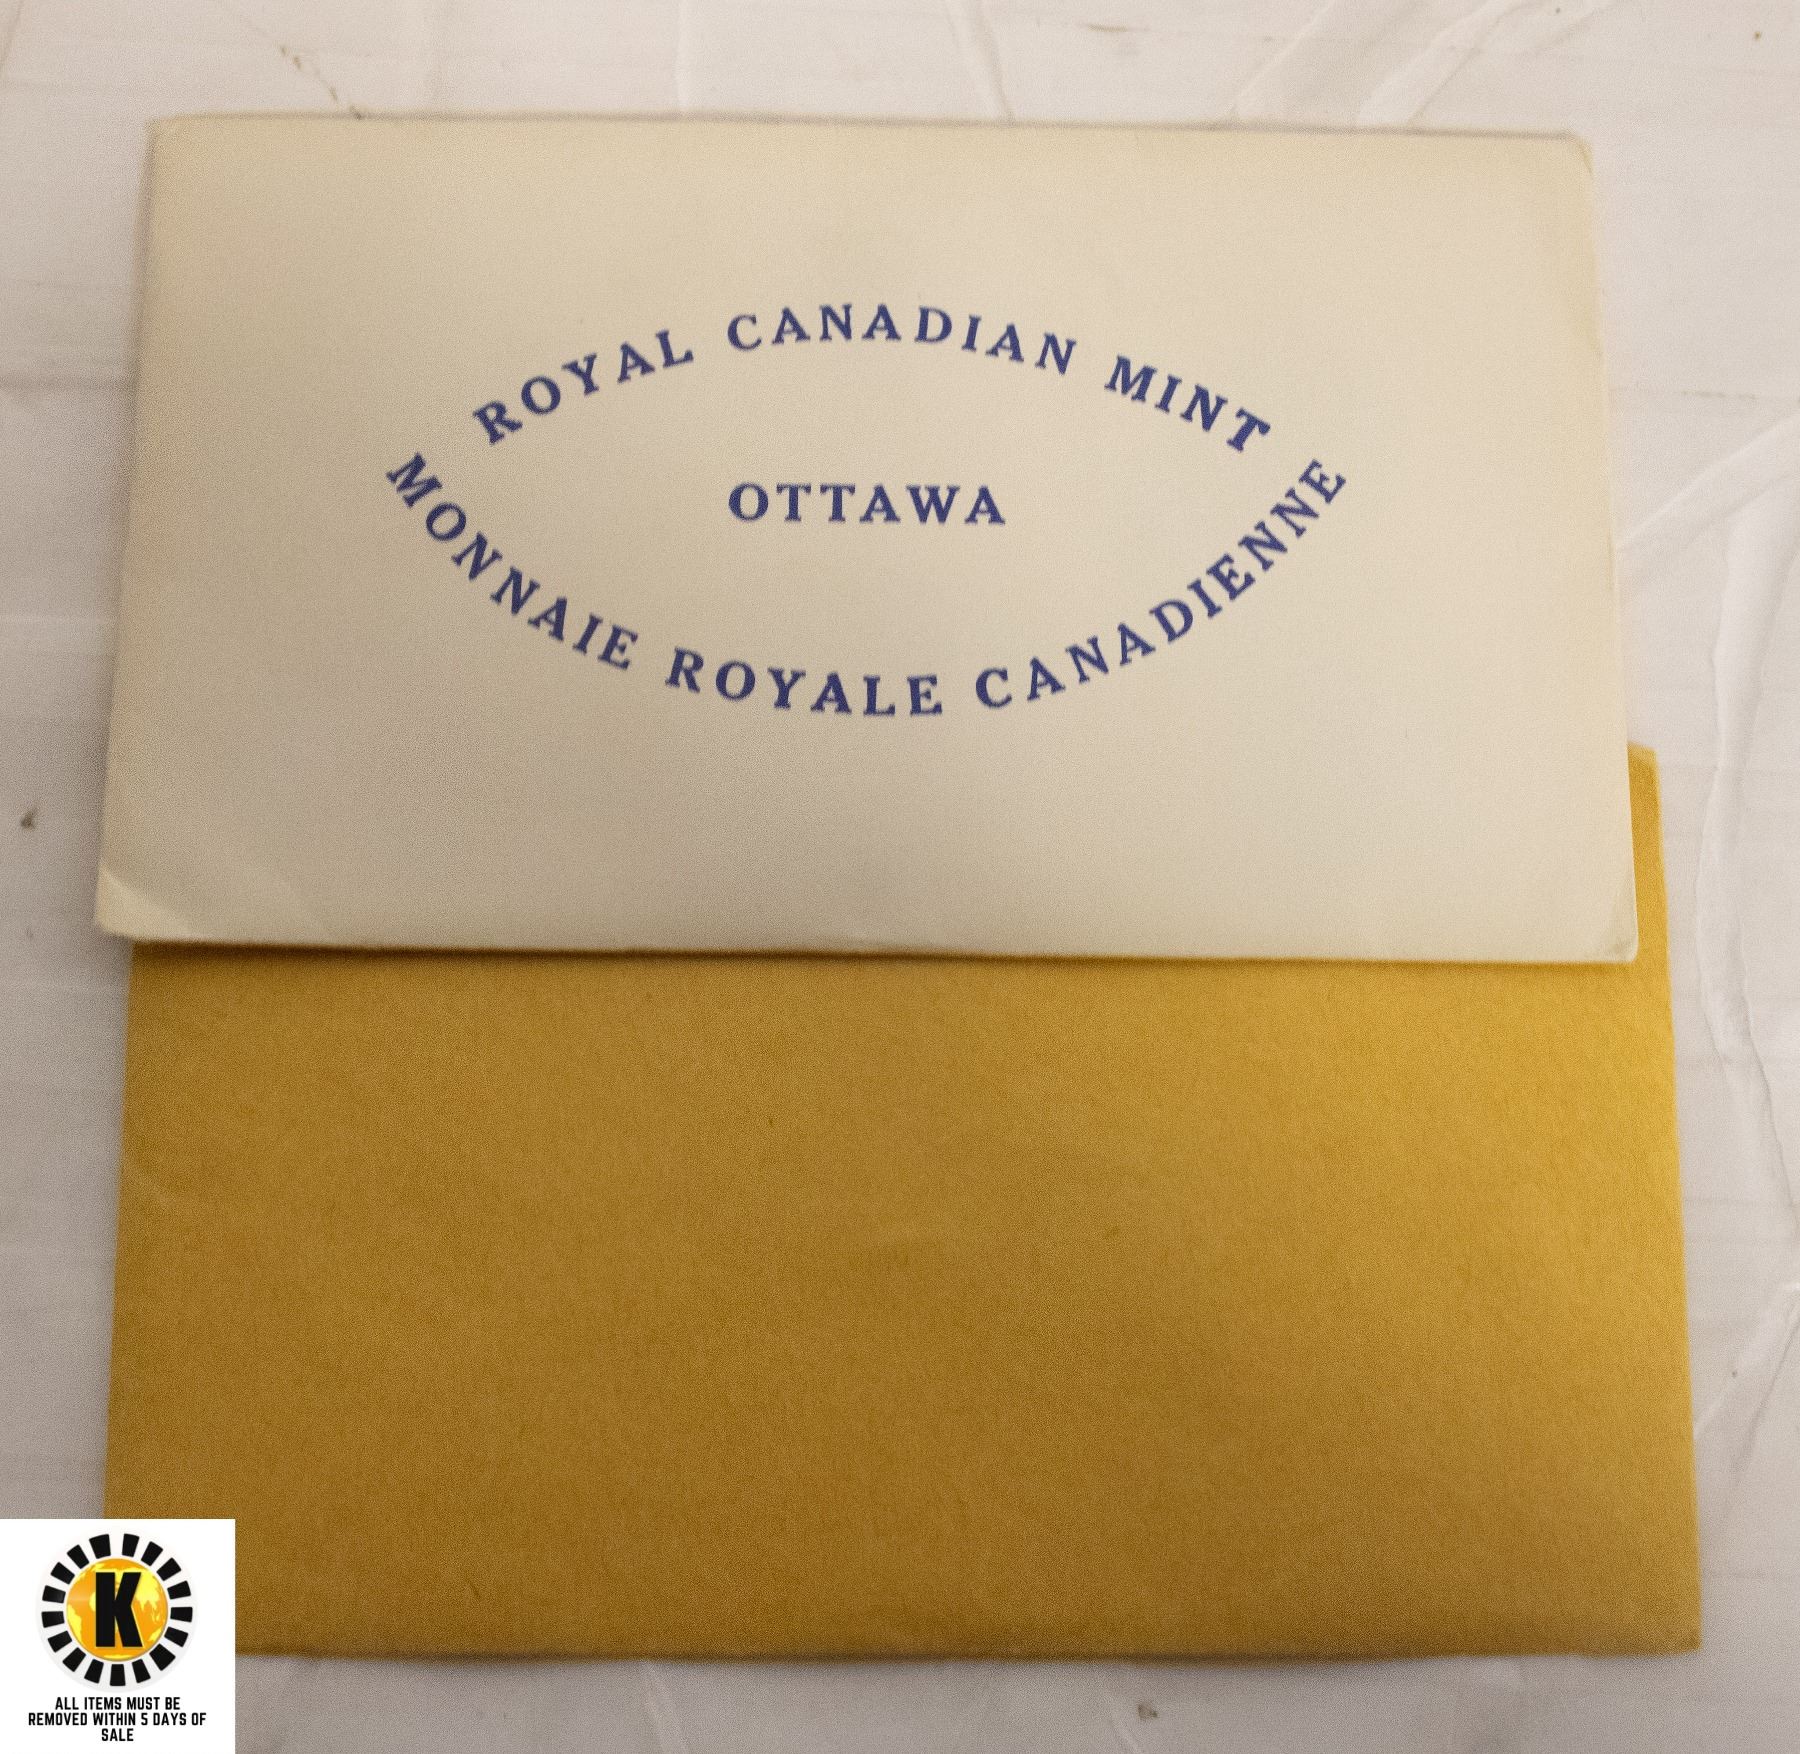 ROYAL CANADIAN MINT
OTTAWA
MONNAIE ROYALE CANADIENNE
K
ALL ITEMS MUST BE
REMOVED WITHIN 5 DAYS OF
SALE